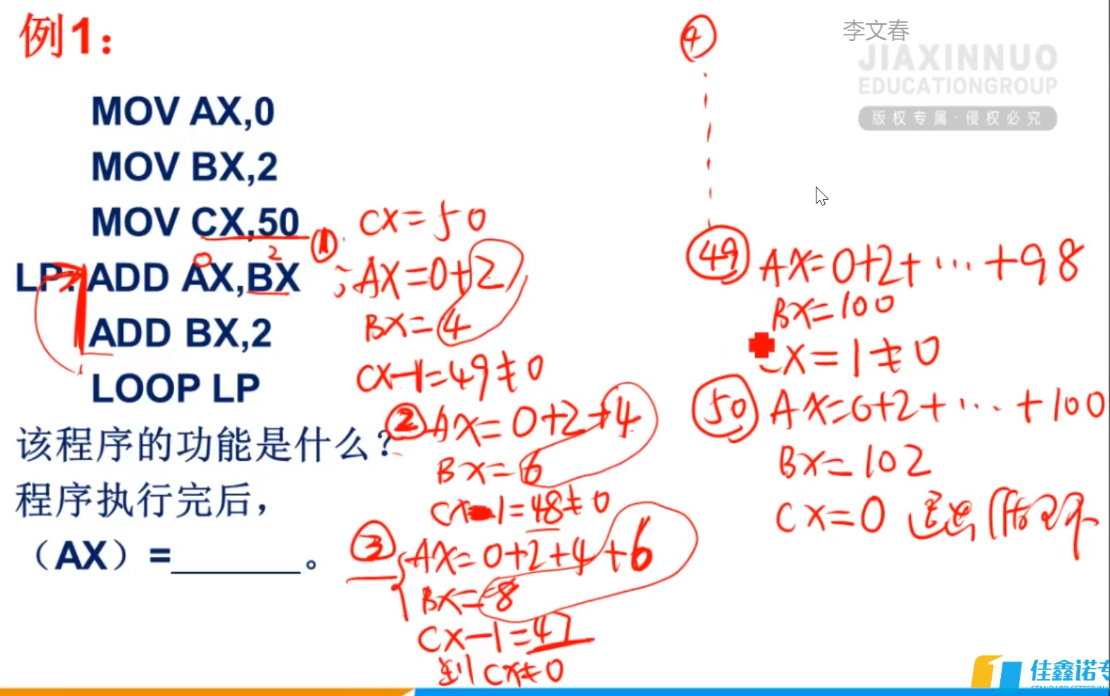 例1：
MOV AX,0
MOV BX,2
MOV CX,50
LP: ADD AX,BX
0
2
ADD BX,2
LOOP LP
该程序的功能是什么？
程序执行完后，
（AX）=______。
① CX=50
AX=0+2
BX=4
CX-1=49≠0
② AX=0+2+4
BX=6
CX-1=48≠0
③ AX=0+2+4+6
BX=8
CX-1=47
到CX=0
④
㊾ AX=0+2+…+98
BX=100
CX=1≠0
㊿ AX=0+2+…+100
BX=102
CX=0 退出循环
李文春
JIAXINNUO
EDUCATIONGROUP
版权专属·侵权必究
佳鑫诺专